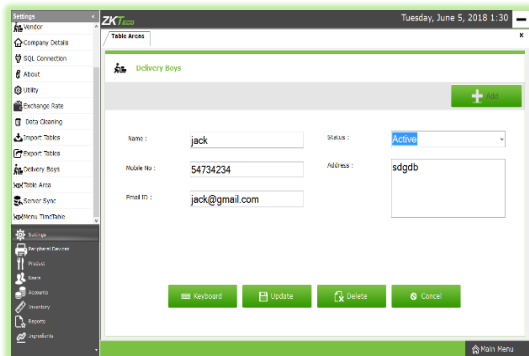 Settings
Vendor
Company Details
SQL Connection
About
Utility
Exchange Rate
Data Cleaning
Import Tables
Export Tables
Delivery Boys
Table Area
Server Sync
Menu TimeTable
Settings
Peripheral Devices
Product
Users
Accounts
Inventory
Reports
Ingredients
ZKTeco
Tuesday, June 5, 2018 1:30
Table Areas
x
Delivery Boys
Add
Name :
jack
Status :
Active
Mobile No :
54734234
Address :
sdgdb
Email ID :
jack@gmail.com
Keyboard
Update
Delete
Cancel
Main Menu